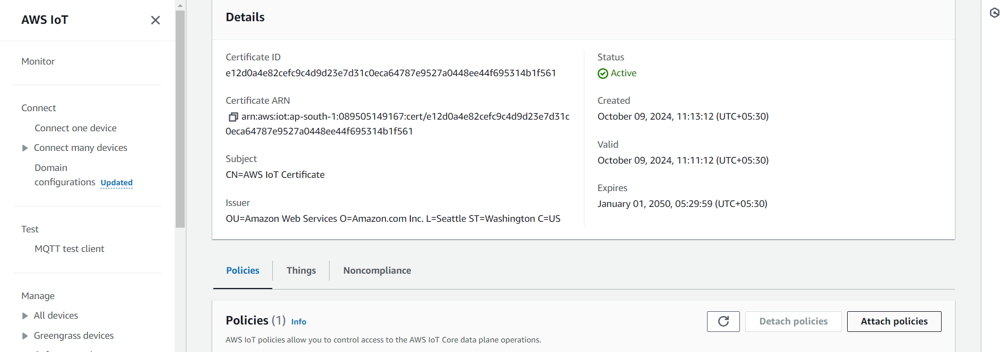 AWS IoT
Monitor
Connect
Connect one device
Connect many devices
Domain
configurations Updated
Test
MQTT test client
Manage
All devices
Greengrass devices
Details
Certificate ID
e12d0a4e82cefc9c4d9d23e7d31c0eca64787e9527a0448ee44f695314b1f561
Certificate ARN
arn:aws:iot:ap-south-1:089505149167:cert/e12d0a4e82cefc9c4d9d23e7d31c
0eca64787e9527a0448ee44f695314b1f561
Subject
CN=AWS IoT Certificate
Issuer
OU=Amazon Web Services O=Amazon.com Inc. L=Seattle ST=Washington C=US
Status
Active
Created
October 09, 2024, 11:13:12 (UTC+05:30)
Valid
October 09, 2024, 11:11:12 (UTC+05:30)
Expires
January 01, 2050, 05:29:59 (UTC+05:30)
Policies Things Noncompliance
Policies (1) Info
Detach policies Attach policies
AWS IoT policies allow you to control access to the AWS IoT Core data plane operations.